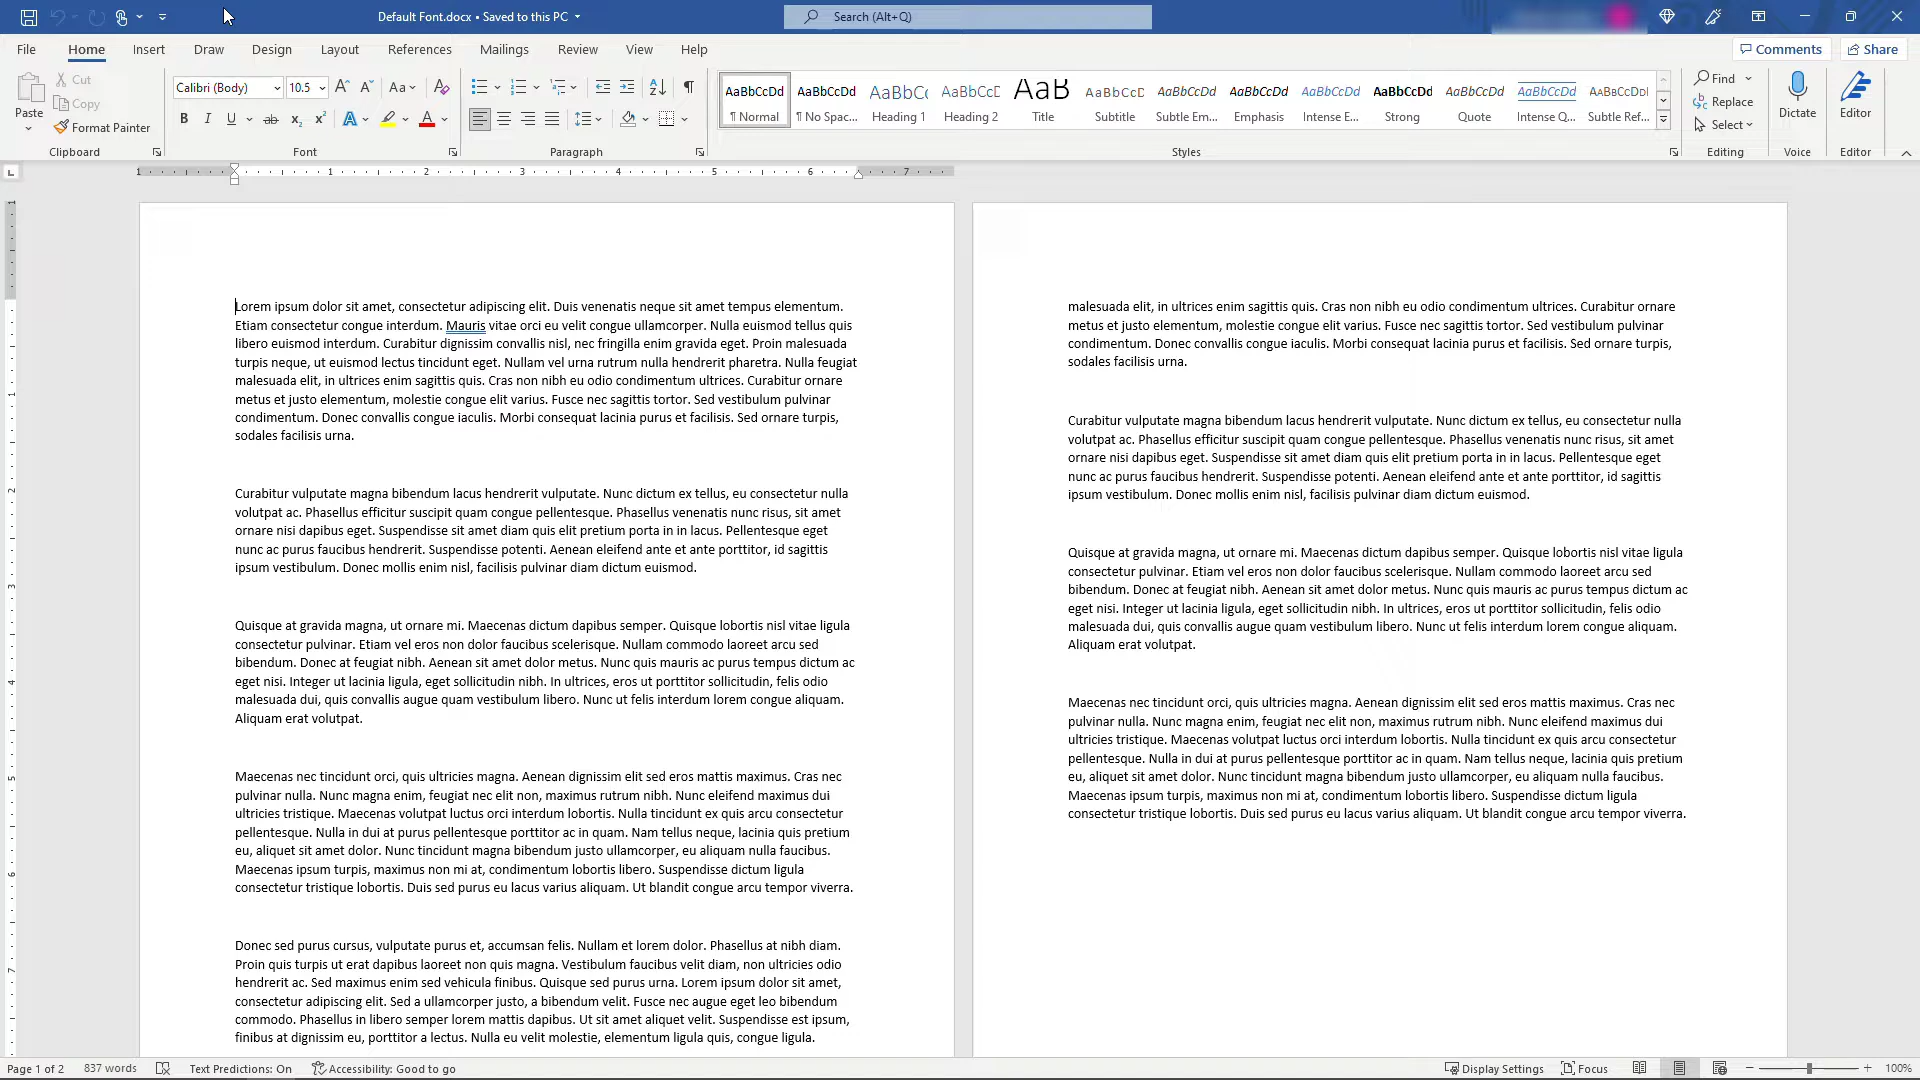 Default Font.docx • Saved to this PC
Search (Alt+Q)
File Home Insert Draw Design Layout References Mailings Review View Help
Comments Share
Paste
Cut
Copy
Format Painter
Clipboard
Calibri (Body) 10.5
Font
Paragraph
AaBbCcDd ¶ Normal
AaBbCcDd ¶ No Spac...
AaBbCc Heading 1
AaBbCcD Heading 2
AaB Title
AaBbCcD Subtitle
AaBbCcDd Subtle Em...
AaBbCcDd Emphasis
AaBbCcDd Intense E...
AaBbCcDd Strong
AaBbCcDd Quote
AaBbCcDd Intense Q...
AaBbCcDd Subtle Ref...
Styles
Find
Replace
Select
Editing
Dictate
Voice
Editor
Editor
1 1 2 3 4 5 6 7
Lorem ipsum dolor sit amet, consectetur adipiscing elit. Duis venenatis neque sit amet tempus elementum.
Etiam consectetur congue interdum. Mauris vitae orci eu velit congue ullamcorper. Nulla euismod tellus quis
libero euismod interdum. Curabitur dignissim convallis nisl, nec fringilla enim gravida eget. Proin malesuada
turpis neque, ut euismod lectus tincidunt eget. Nullam vel urna rutrum nulla hendrerit pharetra. Nulla feugiat
malesuada elit, in ultrices enim sagittis quis. Cras non nibh eu odio condimentum ultrices. Curabitur ornare
metus et justo elementum, molestie congue elit varius. Fusce nec sagittis tortor. Sed vestibulum pulvinar
condimentum. Donec convallis congue iaculis. Morbi consequat lacinia purus et facilisis. Sed ornare turpis,
sodales facilisis urna.
Curabitur vulputate magna bibendum lacus hendrerit vulputate. Nunc dictum ex tellus, eu consectetur nulla
volutpat ac. Phasellus efficitur suscipit quam congue pellentesque. Phasellus venenatis nunc risus, sit amet
ornare nisi dapibus eget. Suspendisse sit amet diam quis elit pretium porta in in lacus. Pellentesque eget
nunc ac purus faucibus hendrerit. Suspendisse potenti. Aenean eleifend ante et ante porttitor, id sagittis
ipsum vestibulum. Donec mollis enim nisl, facilisis pulvinar diam dictum euismod.
Quisque at gravida magna, ut ornare mi. Maecenas dictum dapibus semper. Quisque lobortis nisl vitae ligula
consectetur pulvinar. Etiam vel eros non dolor faucibus scelerisque. Nullam commodo laoreet arcu sed
bibendum. Donec at feugiat nibh. Aenean sit amet dolor metus. Nunc quis mauris ac purus tempus dictum ac
eget nisi. Integer ut lacinia ligula, eget sollicitudin nibh. In ultrices, eros ut porttitor sollicitudin, felis odio
malesuada dui, quis convallis augue quam vestibulum libero. Nunc ut felis interdum lorem congue aliquam.
Aliquam erat volutpat.
Maecenas nec tincidunt orci, quis ultricies magna. Aenean dignissim elit sed eros mattis maximus. Cras nec
pulvinar nulla. Nunc magna enim, feugiat nec elit non, maximus rutrum nibh. Nunc eleifend maximus dui
ultricies tristique. Maecenas volutpat luctus orci interdum lobortis. Nulla tincidunt ex quis arcu consectetur
pellentesque. Nulla in dui at purus pellentesque porttitor ac in quam. Nam tellus neque, lacinia quis pretium
eu, aliquet sit amet dolor. Nunc tincidunt magna bibendum justo ullamcorper, eu aliquam nulla faucibus.
Maecenas ipsum turpis, maximus non mi at, condimentum lobortis libero. Suspendisse dictum ligula
consectetur tristique lobortis. Duis sed purus eu lacus varius aliquam. Ut blandit congue arcu tempor viverra.
Donec sed purus cursus, vulputate purus et, accumsan felis. Nullam et lorem dolor. Phasellus at nibh diam.
Proin quis turpis ut erat dapibus laoreet non quis magna. Vestibulum faucibus velit diam, non ultricies odio
hendrerit ac. Sed maximus enim sed vehicula finibus. Quisque sed purus urna. Lorem ipsum dolor sit amet,
consectetur adipiscing elit. Sed a ullamcorper justo, a bibendum velit. Fusce nec augue eget leo bibendum
commodo. Phasellus in libero semper lorem mattis dapibus. Ut sit amet aliquet velit. Suspendisse est ipsum,
finibus at dignissim eu, porttitor a lectus. Nulla eu velit molestie, elementum ligula quis, congue ligula.
malesuada elit, in ultrices enim sagittis quis. Cras non nibh eu odio condimentum ultrices. Curabitur ornare
metus et justo elementum, molestie congue elit varius. Fusce nec sagittis tortor. Sed vestibulum pulvinar
condimentum. Donec convallis congue iaculis. Morbi consequat lacinia purus et facilisis. Sed ornare turpis,
sodales facilisis urna.
Curabitur vulputate magna bibendum lacus hendrerit vulputate. Nunc dictum ex tellus, eu consectetur nulla
volutpat ac. Phasellus efficitur suscipit quam congue pellentesque. Phasellus venenatis nunc risus, sit amet
ornare nisi dapibus eget. Suspendisse sit amet diam quis elit pretium porta in in lacus. Pellentesque eget
nunc ac purus faucibus hendrerit. Suspendisse potenti. Aenean eleifend ante et ante porttitor, id sagittis
ipsum vestibulum. Donec mollis enim nisl, facilisis pulvinar diam dictum euismod.
Quisque at gravida magna, ut ornare mi. Maecenas dictum dapibus semper. Quisque lobortis nisl vitae ligula
consectetur pulvinar. Etiam vel eros non dolor faucibus scelerisque. Nullam commodo laoreet arcu sed
bibendum. Donec at feugiat nibh. Aenean sit amet dolor metus. Nunc quis mauris ac purus tempus dictum ac
eget nisi. Integer ut lacinia ligula, eget sollicitudin nibh. In ultrices, eros ut porttitor sollicitudin, felis odio
malesuada dui, quis convallis augue quam vestibulum libero. Nunc ut felis interdum lorem congue aliquam.
Aliquam erat volutpat.
Maecenas nec tincidunt orci, quis ultricies magna. Aenean dignissim elit sed eros mattis maximus. Cras nec
pulvinar nulla. Nunc magna enim, feugiat nec elit non, maximus rutrum nibh. Nunc eleifend maximus dui
ultricies tristique. Maecenas volutpat luctus orci interdum lobortis. Nulla tincidunt ex quis arcu consectetur
pellentesque. Nulla in dui at purus pellentesque porttitor ac in quam. Nam tellus neque, lacinia quis pretium
eu, aliquet sit amet dolor. Nunc tincidunt magna bibendum justo ullamcorper, eu aliquam nulla faucibus.
Maecenas ipsum turpis, maximus non mi at, condimentum lobortis libero. Suspendisse dictum ligula
consectetur tristique lobortis. Duis sed purus eu lacus varius aliquam. Ut blandit congue arcu tempor viverra.
Page 1 of 2 837 words Text Predictions: On Accessibility: Good to go
Display Settings Focus 100%